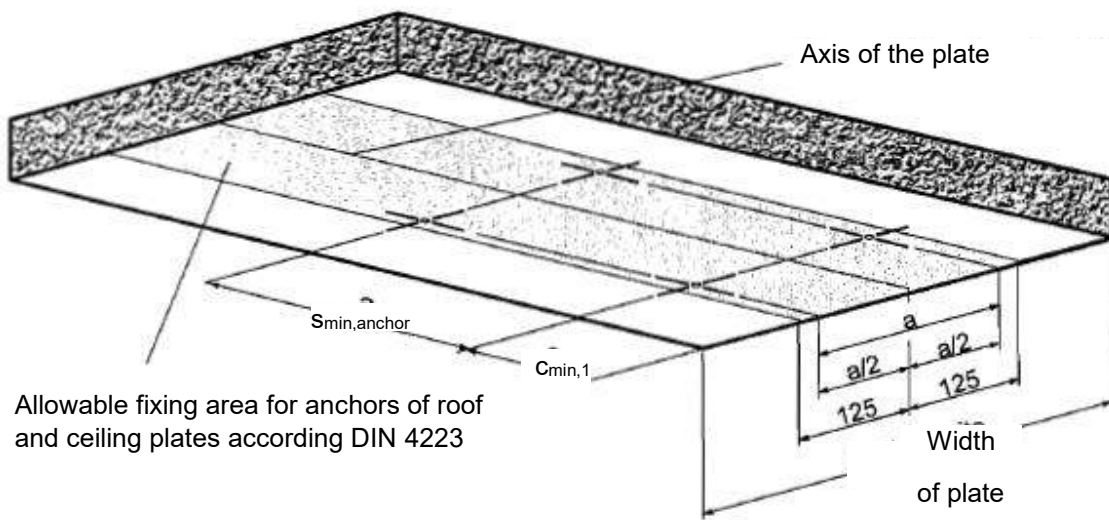 Axis of the plate
Smin,anchor
Cmin,1
Allowable fixing area for anchors of roof
and ceiling plates according DIN 4223
a
a/2
a/2
125
125
Width
of plate